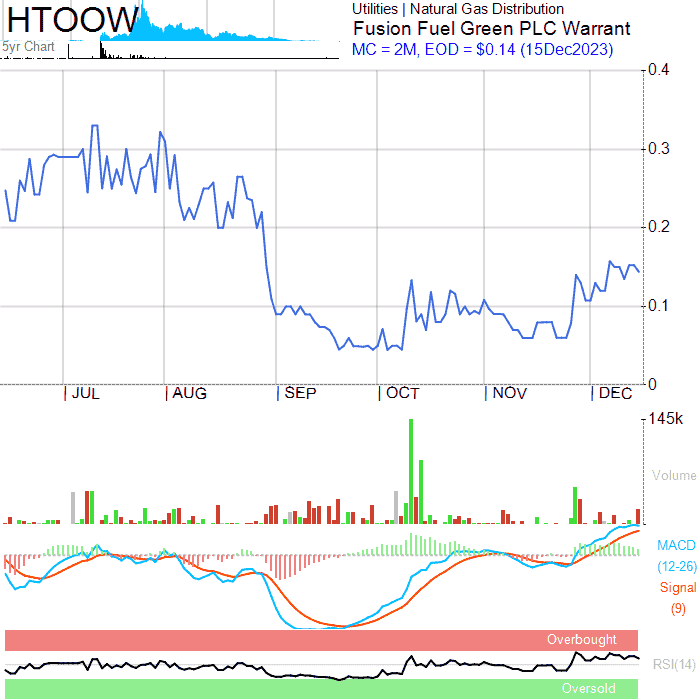 HTOOW
5yr Chart
Utilities | Natural Gas Distribution
Fusion Fuel Green PLC Warrant
MC = 2M, EOD = $0.14 (15Dec2023)
0.4
0.3
0.2
0.1
0
JUL AUG SEP OCT NOV DEC
145k
Volume
MACD
(12-26)
Signal
(9)
Overbought
RSI(14)
Oversold